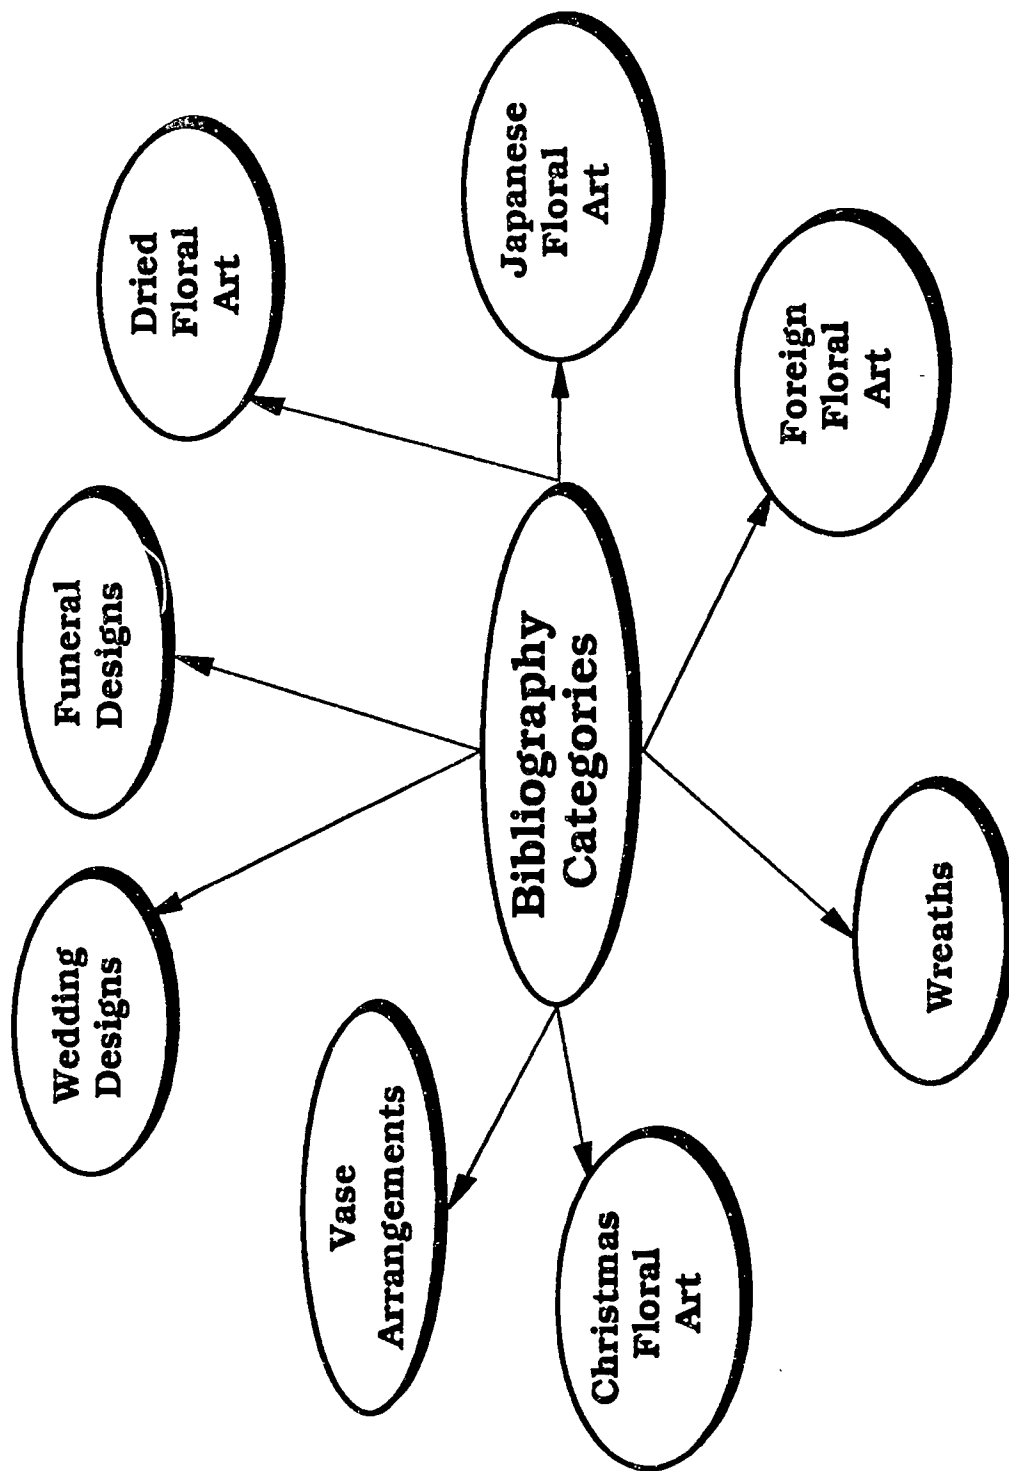 Wedding
Designs
Funeral
Designs
Dried
Floral
Art
Vase
Arrangements
Bibliography
Categories
Japanese
Floral
Art
Christmas
Floral
Art
Foreign
Floral
Art
Wreaths